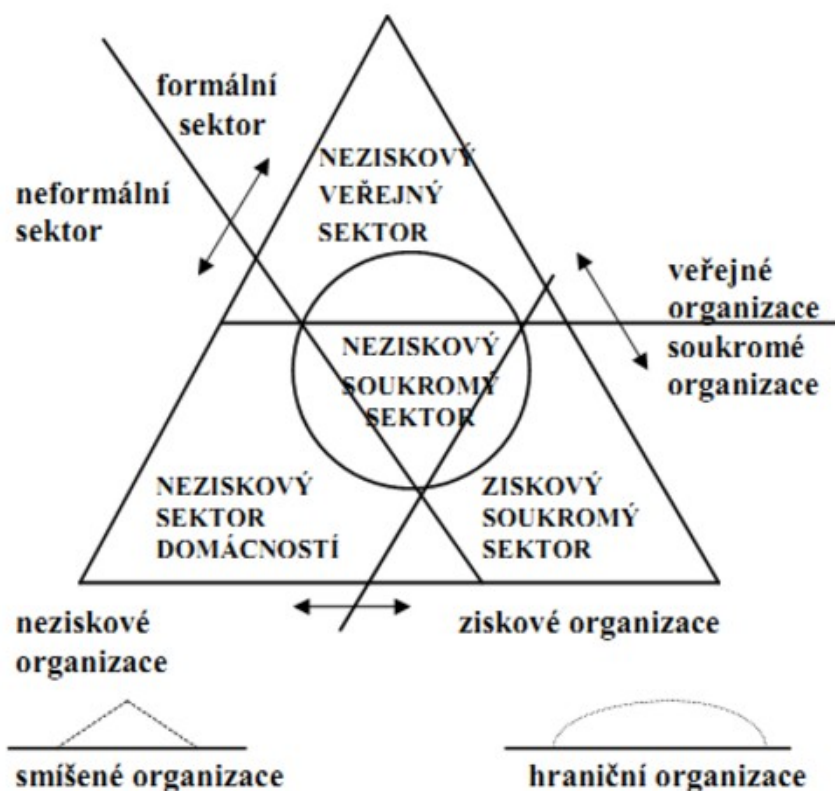 formální
sektor
neformální
sektor
NEZISKOVÝ
VEŘEJNÝ
SEKTOR
veřejné
organizace
soukromé
organizace
NEZISKOVÝ
SOUKROMÝ
SEKTOR
NEZISKOVÝ
SEKTOR
DOMÁCNOSTÍ
ZISKOVÝ
SOUKROMÝ
SEKTOR
neziskové
organizace
ziskové organizace
smíšené organizace
hraniční organizace